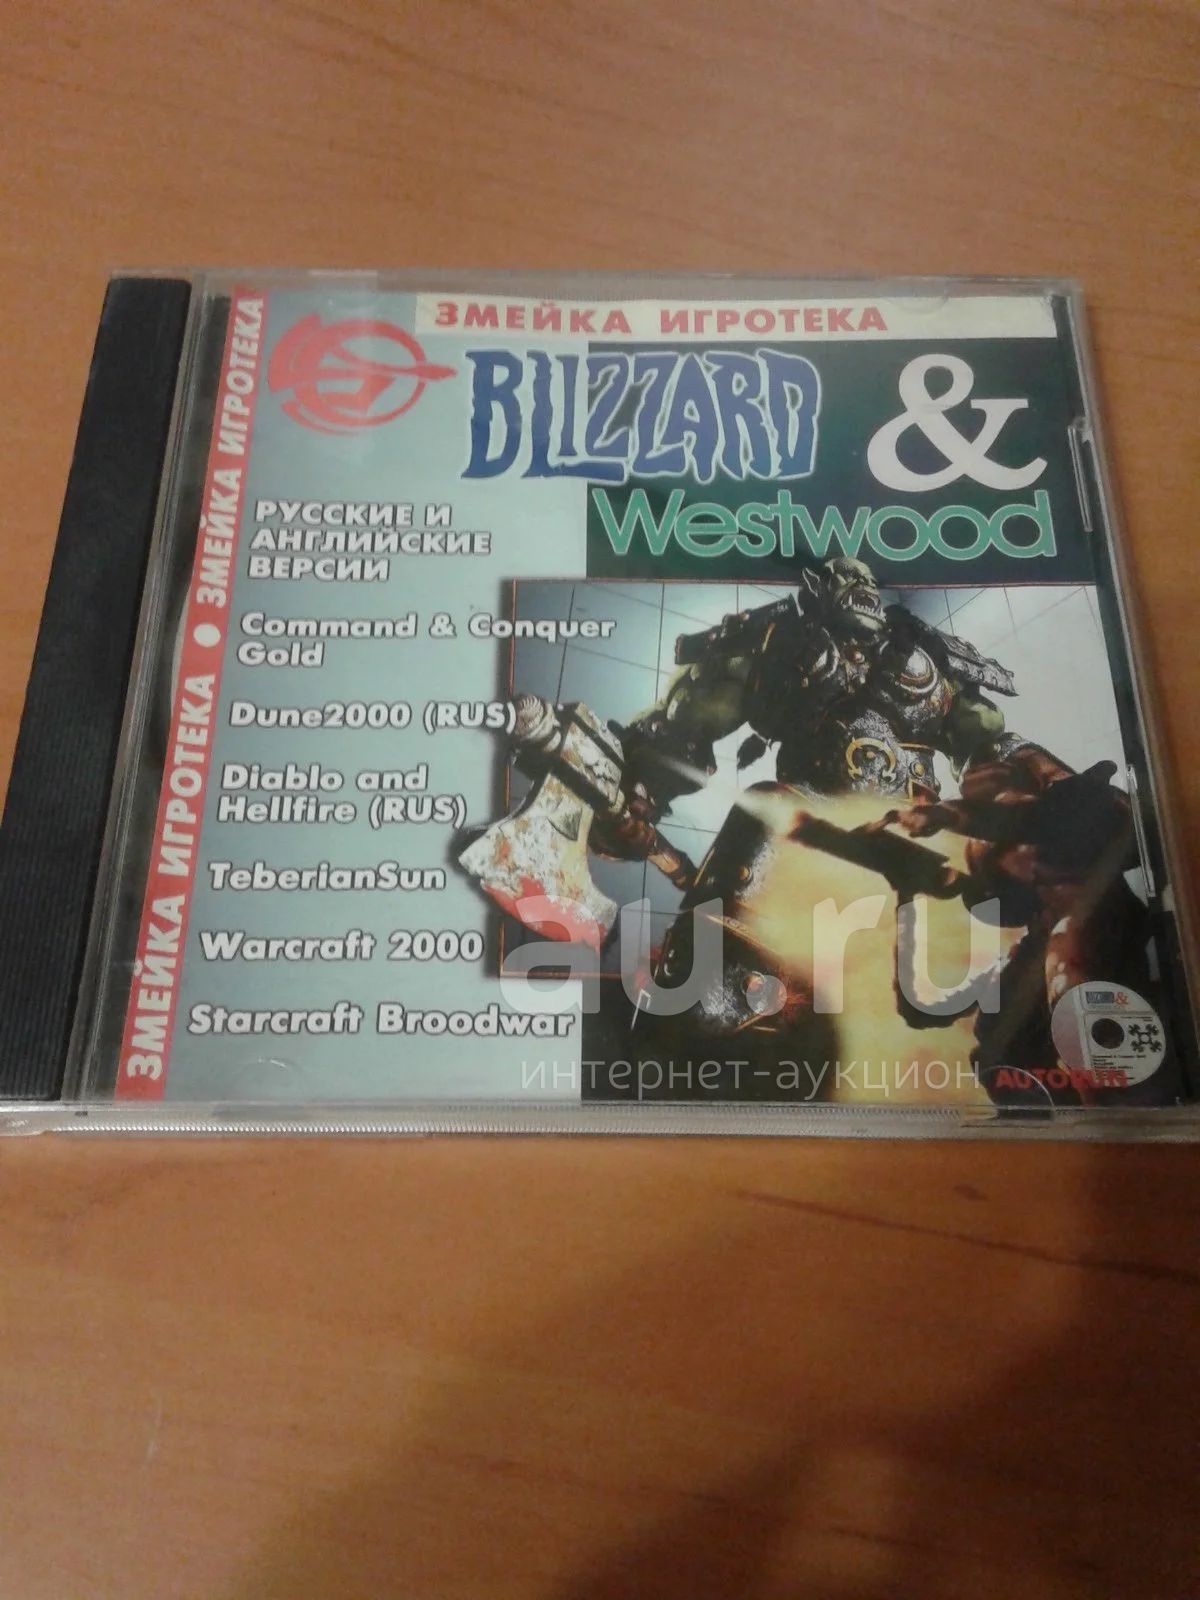 ЗМЕЙКА ИГРОТЕКА
BLIZZARD &
Westwood
РУССКИЕ И
АНГЛИЙСКИЕ
ВЕРСИИ
Command & Conquer
Gold
Dune2000 (RUS)
Diablo and
Hellfire (RUS)
TeberianSun
Warcraft 2000
Starcraft Broodwar
ЗМЕЙКА ИГРОТЕКА • ЗМЕЙКА ИГРОТЕКА
BLIZZARD &
AUTORUN
au.ru
интернет-аукцион